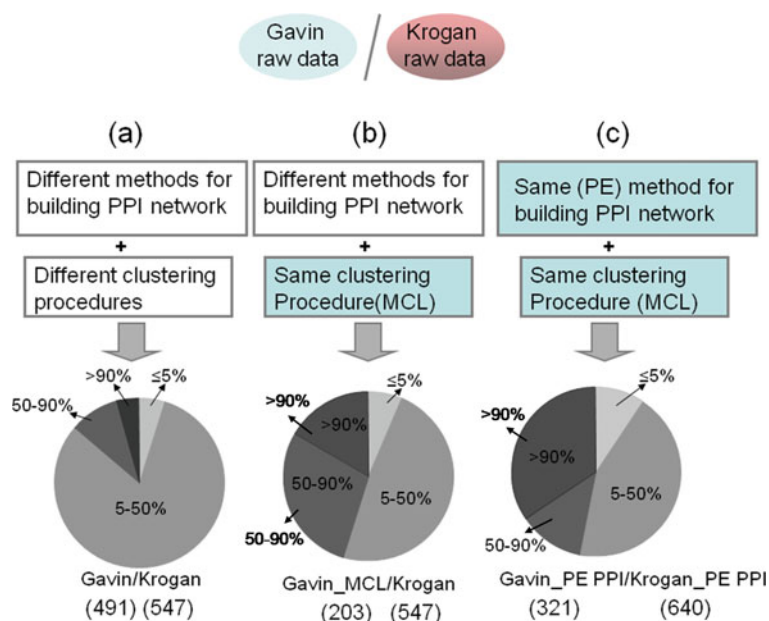 Gavin
raw data
/
Krogan
raw data
(a)
(b)
(c)
Different methods for
building PPI network
+
Different clustering
procedures
Different methods for
building PPI network
+
Same clustering
Procedure(MCL)
Same (PE) method for
building PPI network
+
Same clustering
Procedure (MCL)
>90%
≤5%
50-90%
5-50%
Gavin/Krogan
(491) (547)
>90%
≤5%
>90%
50-90%
5-50%
50-90%
Gavin_MCL/Krogan
(203) (547)
≤5%
>90%
>90%
5-50%
50-90%
Gavin_PE PPI/Krogan_PE PPI
(321) (640)